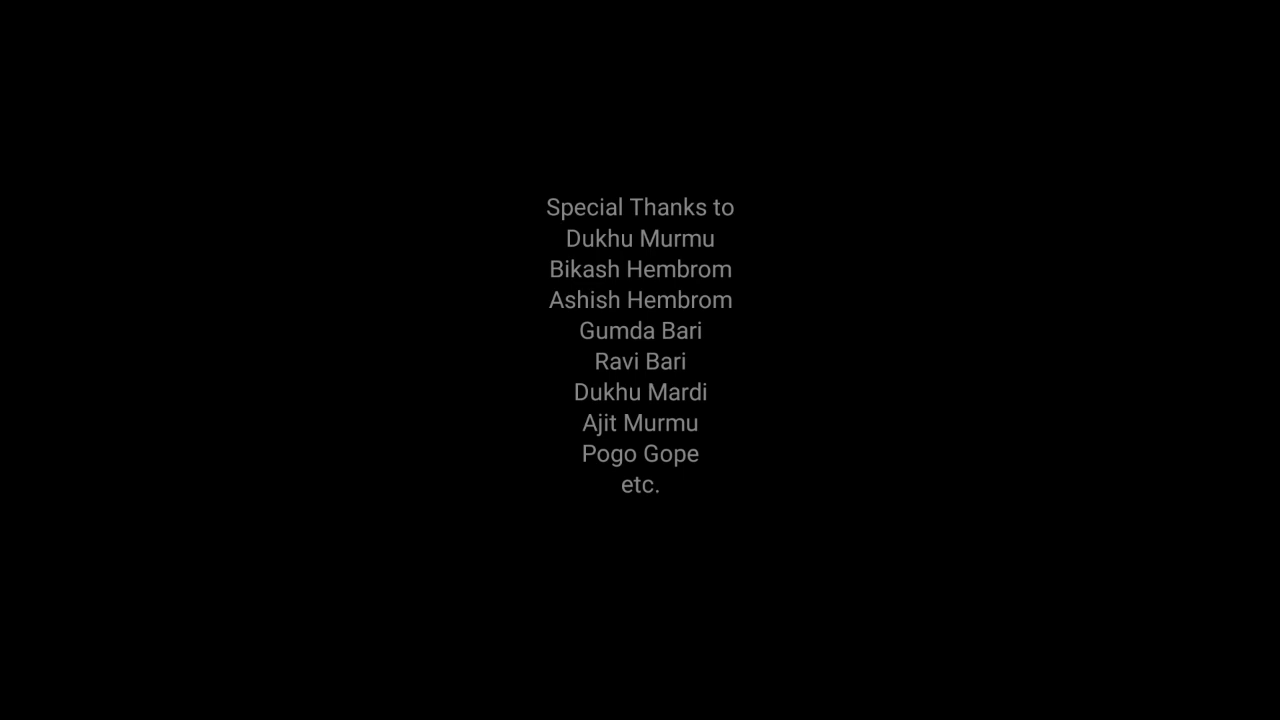 Special Thanks to
Dukhu Murmu
Bikash Hembrom
Ashish Hembrom
Gumda Bari
Ravi Bari
Dukhu Mardi
Ajit Murmu
Pogo Gope
etc.